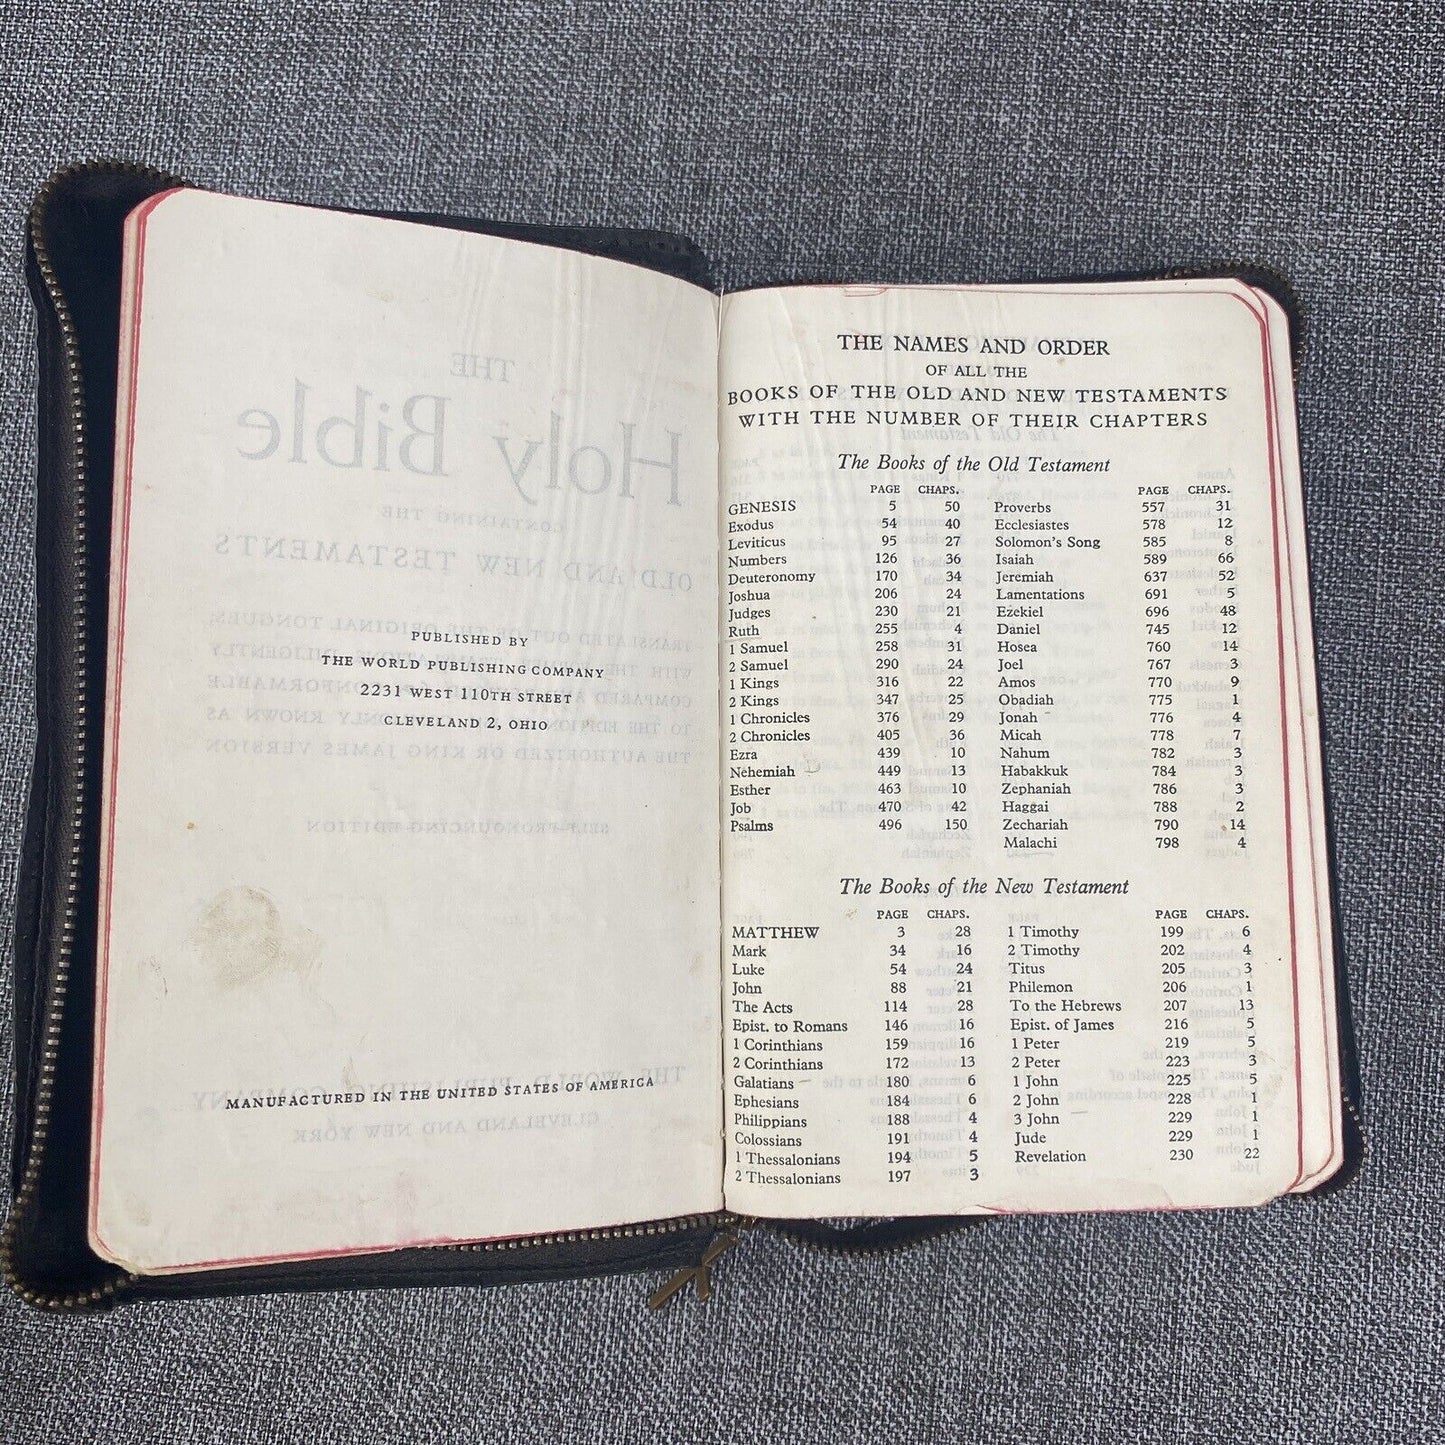 PUBLISHED BY
THE WORLD PUBLISHING COMPANY
2231 WEST 110TH STREET
CLEVELAND 2, OHIO
MANUFACTURED IN THE UNITED STATES OF AMERICA
THE NAMES AND ORDER
OF ALL THE
BOOKS OF THE OLD AND NEW TESTAMENTS
WITH THE NUMBER OF THEIR CHAPTERS
The Books of the Old Testament
PAGE CHAPS.
GENESIS 5 50
Exodus 54 40
Leviticus 95 27
Numbers 126 36
Deuteronomy 170 34
Joshua 206 24
Judges 230 21
Ruth 255 4
1 Samuel 258 31
2 Samuel 290 24
1 Kings 316 22
2 Kings 347 25
1 Chronicles 376 29
2 Chronicles 405 36
Ezra 439 10
Nehemiah 449 13
Esther 463 10
Job 470 42
Psalms 496 150
PAGE CHAPS.
Proverbs 557 31
Ecclesiastes 578 12
Solomon's Song 585 8
Isaiah 589 66
Jeremiah 637 52
Lamentations 691 5
Ezekiel 696 48
Daniel 745 12
Hosea 760 14
Joel 767 3
Amos 770 9
Obadiah 775 1
Jonah 776 4
Micah 778 7
Nahum 782 3
Habakkuk 784 3
Zephaniah 786 3
Haggai 788 2
Zechariah 790 14
Malachi 798 4
The Books of the New Testament
PAGE CHAPS.
MATTHEW 3 28
Mark 34 16
Luke 54 24
John 88 21
The Acts 114 28
Epist. to Romans 146 16
1 Corinthians 159 16
2 Corinthians 172 13
Galatians 180 6
Ephesians 184 6
Philippians 188 4
Colossians 191 4
1 Thessalonians 194 5
2 Thessalonians 197 3
PAGE CHAPS.
1 Timothy 199 6
2 Timothy 202 4
Titus 205 3
Philemon 206 1
To the Hebrews 207 13
Epist. of James 216 5
1 Peter 219 5
2 Peter 223 3
1 John 225 5
2 John 228 1
3 John 229 1
Jude 229 1
Revelation 230 22